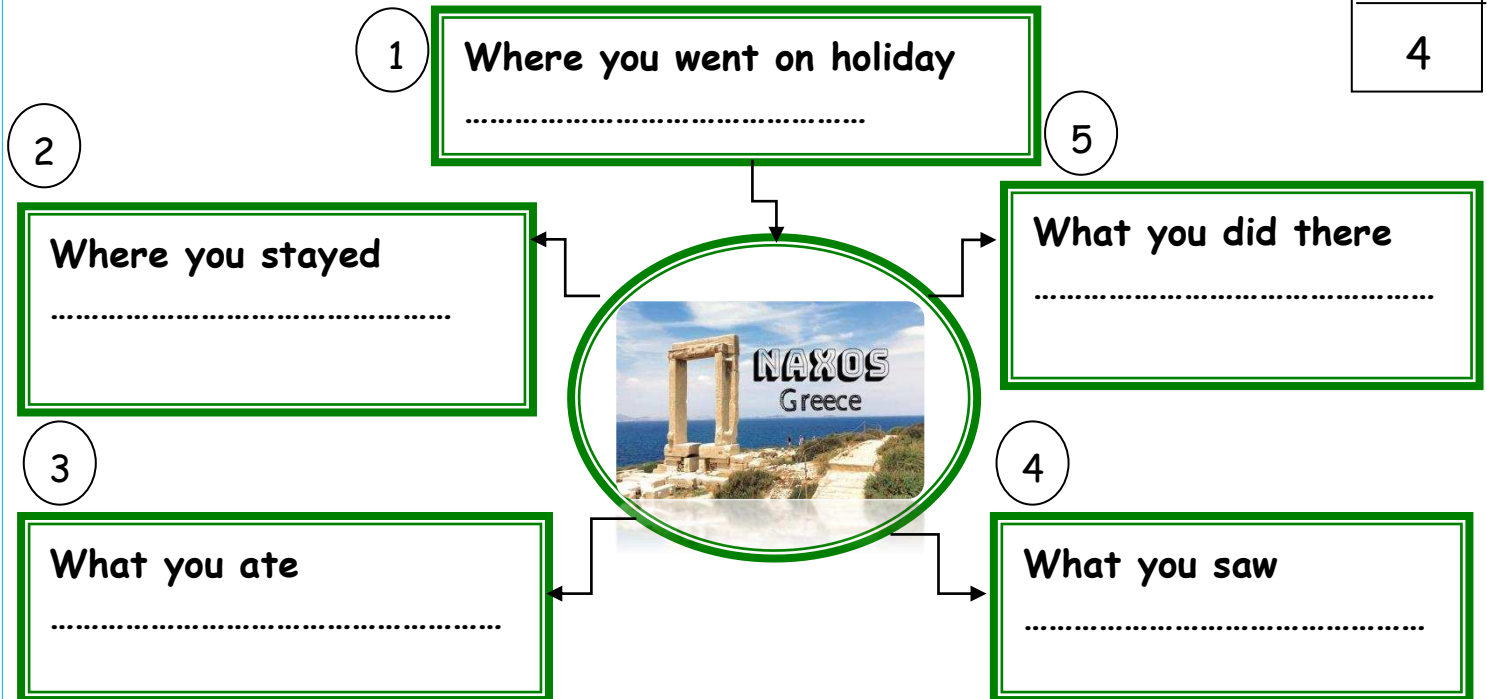 4
1
Where you went on holiday
………………………………………
2
Where you stayed
………………………………………
3
What you ate
……………………………………………
4
What you saw
………………………………………
5
What you did there
………………………………………
NAXOS
Greece